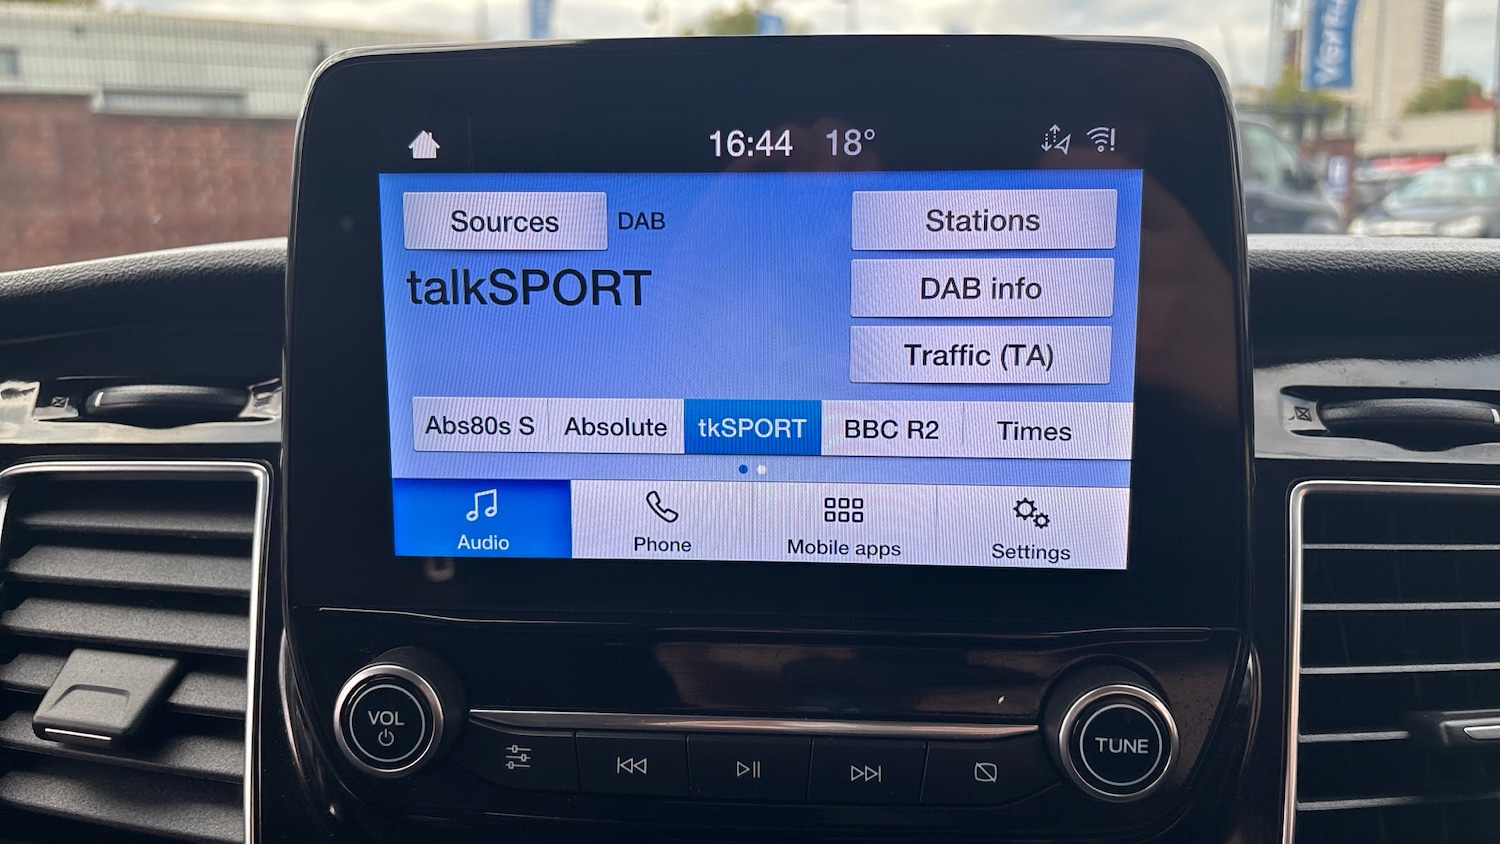 16:44 18°
Sources DAB
talkSPORT
Stations
DAB info
Traffic (TA)
Abs80s S Absolute tkSPORT BBC R2 Times
Audio Phone Mobile apps Settings
VOL
TUNE